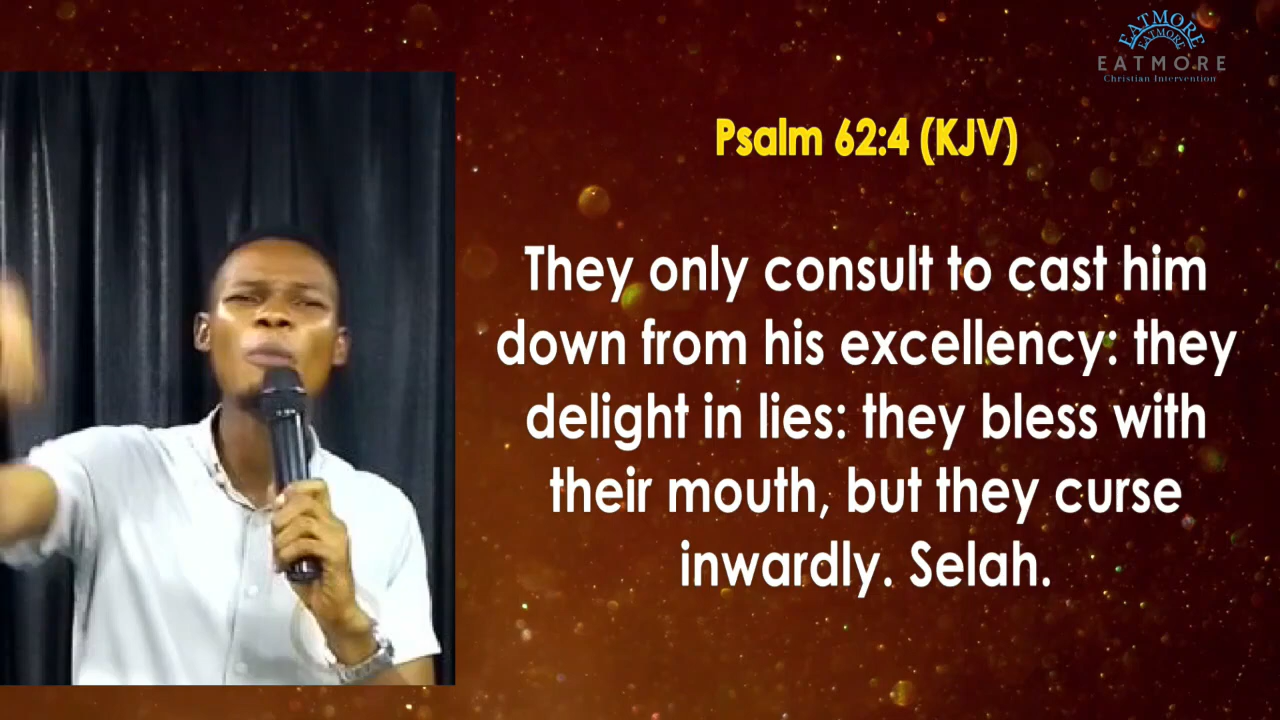 EATMORE
EATMORE
EATMORE
Christian Intervention
Psalm 62:4 (KJV)
They only consult to cast him
down from his excellency: they
delight in lies: they bless with
their mouth, but they curse
inwardly. Selah.